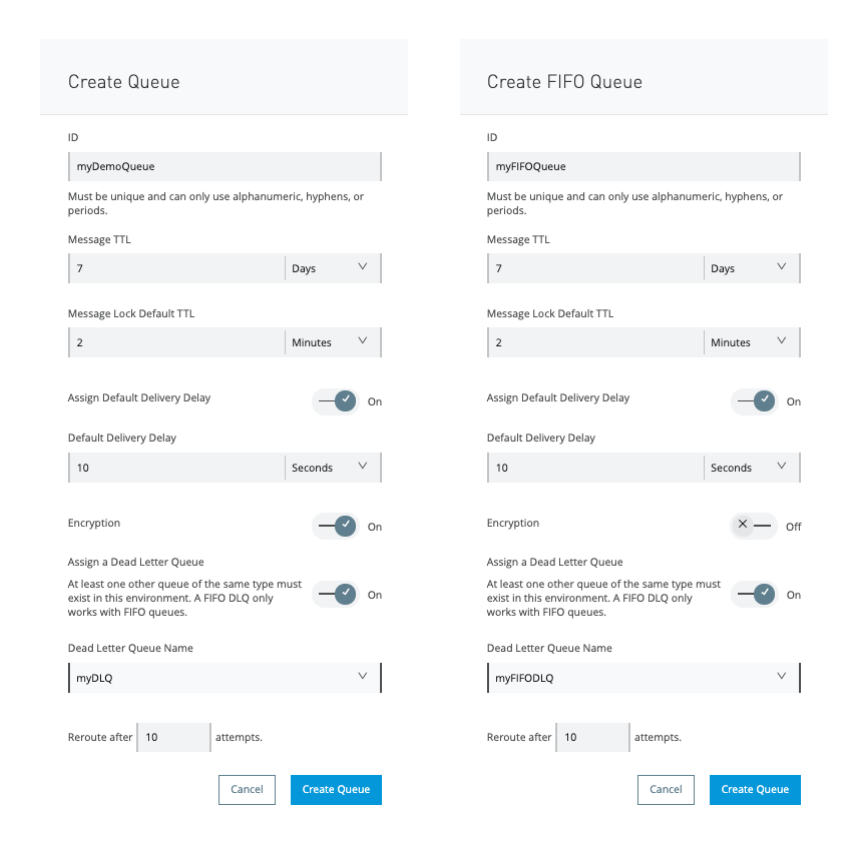 Create Queue
ID
myDemoQueue
Must be unique and can only use alphanumeric, hyphens, or
periods.
Message TTL
7 Days
Message Lock Default TTL
2 Minutes
Assign Default Delivery Delay On
Default Delivery Delay
10 Seconds
Encryption On
Assign a Dead Letter Queue
At least one other queue of the same type must
exist in this environment. A FIFO DLQ only On
works with FIFO queues.
Dead Letter Queue Name
myDLQ
Reroute after 10 attempts.
Cancel Create Queue
Create FIFO Queue
ID
myFIFOQueue
Must be unique and can only use alphanumeric, hyphens, or
periods.
Message TTL
7 Days
Message Lock Default TTL
2 Minutes
Assign Default Delivery Delay On
Default Delivery Delay
10 Seconds
Encryption Off
Assign a Dead Letter Queue
At least one other queue of the same type must
exist in this environment. A FIFO DLQ only On
works with FIFO queues.
Dead Letter Queue Name
myFIFODLQ
Reroute after 10 attempts.
Cancel Create Queue